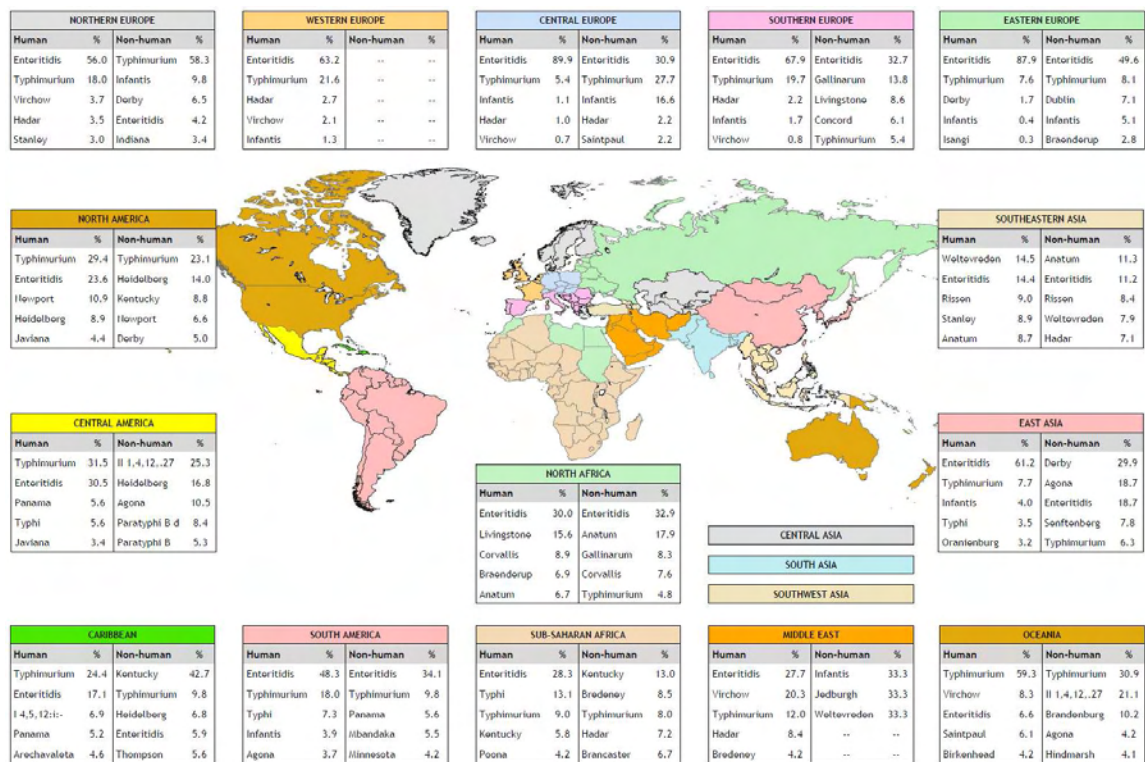 NORTHERN EUROPE
Human % Non-human %
Enteritidis 56.0 Typhimurium 58.3
Typhimurium 18.0 Infantis 9.8
Virchow 3.7 Derby 6.5
Hadar 3.5 Enteritidis 4.2
Stanley 3.0 Indiana 3.4
WESTERN EUROPE
Human % Non-human %
Enteritidis 63.2 -- --
Typhimurium 21.6 -- --
Hadar 2.7 -- --
Virchow 2.1 -- --
Infantis 1.3 -- --
CENTRAL EUROPE
Human % Non-human %
Enteritidis 89.9 Enteritidis 30.9
Typhimurium 5.4 Typhimurium 27.7
Infantis 1.1 Infantis 16.6
Hadar 1.0 Hadar 2.2
Virchow 0.7 Saintpaul 2.2
SOUTHERN EUROPE
Human % Non-human %
Enteritidis 67.9 Enteritidis 32.7
Typhimurium 19.7 Gallinarum 13.8
Hadar 2.2 Livingstone 8.6
Infantis 1.7 Concord 6.1
Virchow 0.8 Typhimurium 5.4
EASTERN EUROPE
Human % Non-human %
Enteritidis 87.9 Enteritidis 49.6
Typhimurium 7.6 Typhimurium 8.1
Derby 1.7 Dublin 7.1
Infantis 0.4 Infantis 5.1
Isangi 0.3 Braenderup 2.8
NORTH AMERICA
Human % Non-human %
Typhimurium 29.4 Typhimurium 23.1
Enteritidis 23.6 Heidelberg 14.0
Newport 10.9 Kentucky 8.8
Heidelberg 8.9 Newport 6.6
Javiana 4.4 Derby 5.0
SOUTHEASTERN ASIA
Human % Non-human %
Weltevreden 14.5 Anatum 11.3
Enteritidis 14.4 Enteritidis 11.2
Rissen 9.0 Rissen 8.4
Stanley 8.9 Weltevreden 7.9
Anatum 8.7 Hadar 7.1
CENTRAL AMERICA
Human % Non-human %
Typhimurium 31.5 II 1,4,12,.27 25.3
Enteritidis 30.5 Heidelberg 16.8
Panama 5.6 Agona 10.5
Typhi 5.6 Paratyphi B d 8.4
Javiana 3.4 Paratyphi B 5.3
NORTH AFRICA
Human % Non-human %
Enteritidis 30.0 Enteritidis 32.9
Livingstone 15.6 Anatum 17.9
Corvallis 8.9 Gallinarum 8.3
Braenderup 6.9 Corvallis 7.6
Anatum 6.7 Typhimurium 4.8
CENTRAL ASIA
SOUTH ASIA
SOUTHWEST ASIA
EAST ASIA
Human % Non-human %
Enteritidis 61.2 Derby 29.9
Typhimurium 7.7 Agona 18.7
Infantis 4.0 Enteritidis 18.7
Typhi 3.5 Senftenberg 7.8
Oranienburg 3.2 Typhimurium 6.3
CARIBBEAN
Human % Non-human %
Typhimurium 24.4 Kentucky 42.7
Enteritidis 17.1 Typhimurium 9.8
I 4,5,12:i:- 6.9 Heidelberg 6.8
Panama 5.2 Enteritidis 5.9
Arechavaleta 4.6 Thompson 5.6
SOUTH AMERICA
Human % Non-human %
Enteritidis 48.3 Enteritidis 34.1
Typhimurium 18.0 Typhimurium 9.8
Typhi 7.3 Panama 5.6
Infantis 3.9 Mbandaka 5.5
Agona 3.7 Minnesota 4.2
SUB-SAHARAN AFRICA
Human % Non-human %
Enteritidis 28.3 Kentucky 13.0
Typhi 13.1 Bredeney 8.5
Typhimurium 9.0 Typhimurium 8.0
Kentucky 5.8 Hadar 7.2
Poona 4.2 Brancaster 6.7
MIDDLE EAST
Human % Non-human %
Enteritidis 27.7 Infantis 33.3
Virchow 20.3 Jedburgh 33.3
Typhimurium 12.0 Weltevreden 33.3
Hadar 8.4 -- --
Bredeney 4.2 -- --
OCEANIA
Human % Non-human %
Typhimurium 59.3 Typhimurium 30.9
Virchow 8.3 II 1,4,12,.27 21.1
Enteritidis 6.6 Brandenburg 10.2
Saintpaul 6.1 Agona 4.2
Birkenhead 4.2 Hindmarsh 4.1